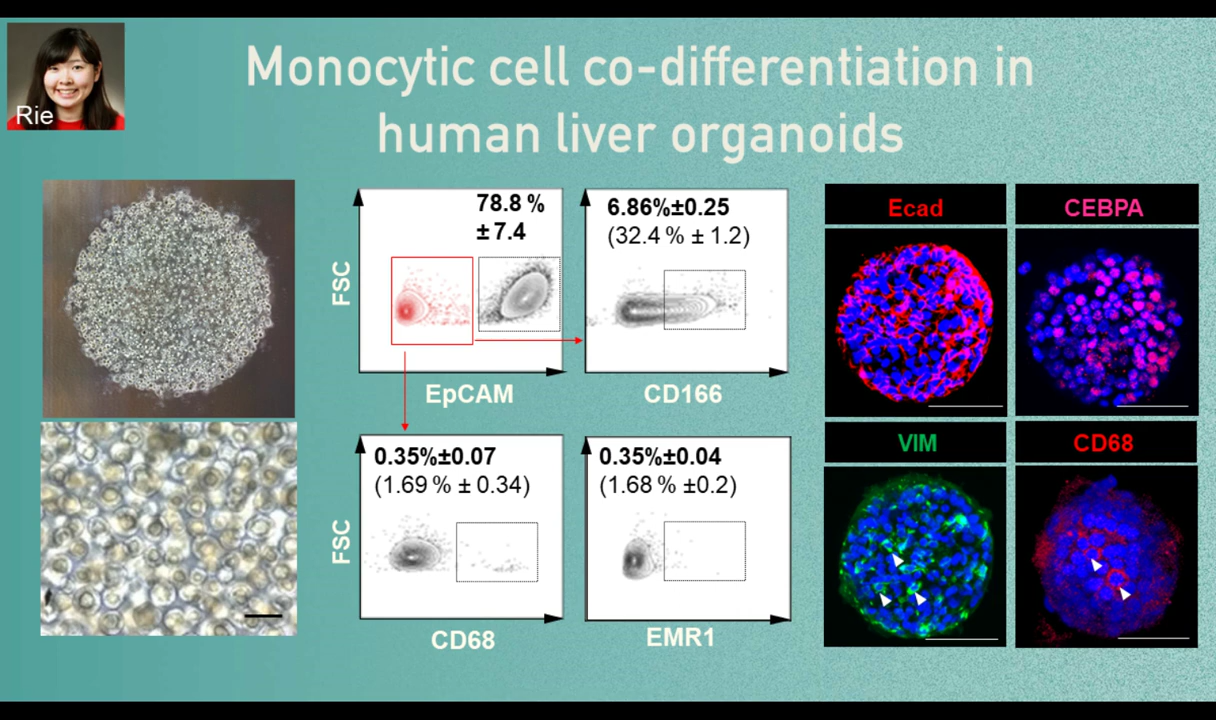 Rie
Monocytic cell co-differentiation in
human liver organoids
78.8 %
± 7.4
FSC
EpCAM
6.86%±0.25
(32.4 % ± 1.2)
CD166
0.35%±0.07
(1.69 % ± 0.34)
FSC
CD68
0.35%±0.04
(1.68 % ±0.2)
EMR1
Ecad
CEBPA
VIM
CD68